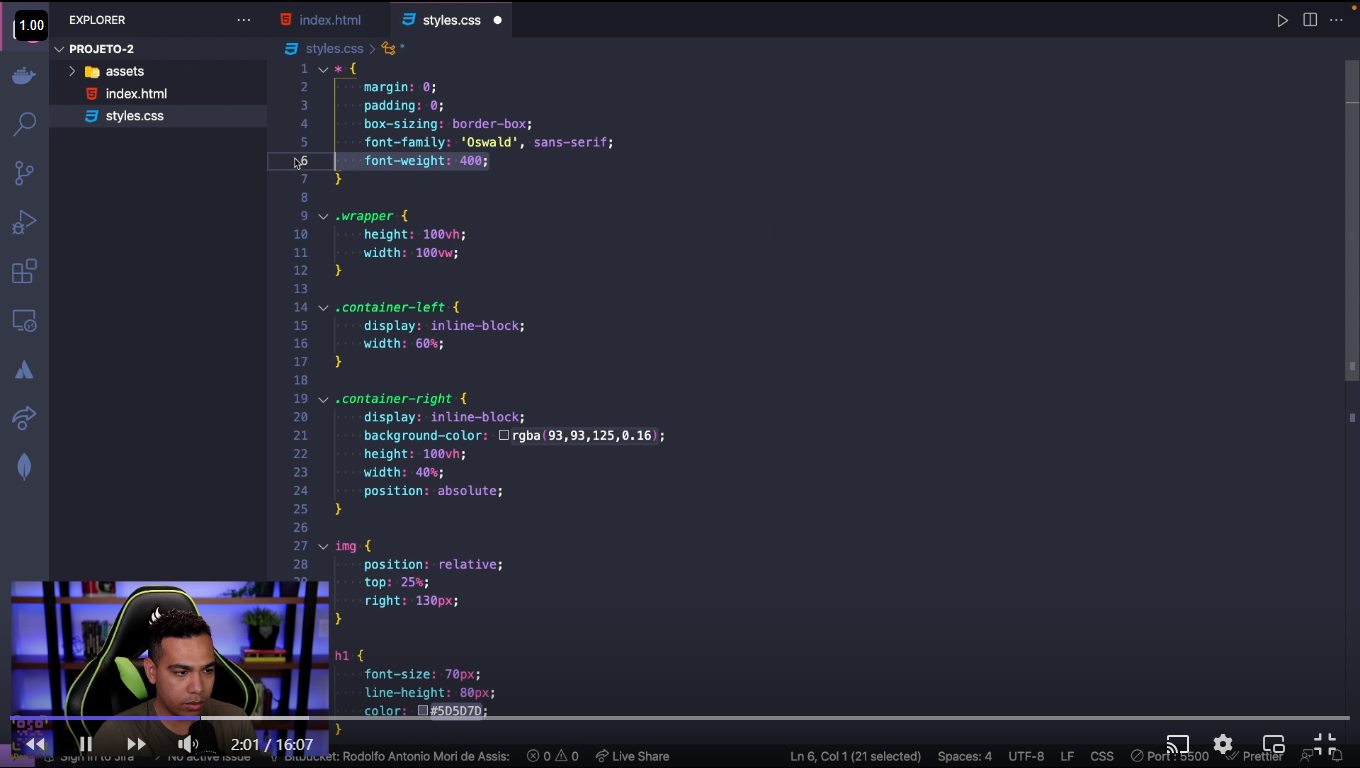 1.00
EXPLORER
index.html
styles.css
PROJETO-2
assets
index.html
styles.css
styles.css
1 * {
2 margin: 0;
3 padding: 0;
4 box-sizing: border-box;
5 font-family: 'Oswald', sans-serif;
6 font-weight: 400;
7 }
8
9 .wrapper {
10 height: 100vh;
11 width: 100vw;
12 }
13
14 .container-left {
15 display: inline-block;
16 width: 60%;
17 }
18
19 .container-right {
20 display: inline-block;
21 background-color: rgba(93,93,125,0.16);
22 height: 100vh;
23 width: 40%;
24 position: absolute;
25 }
26
27 img {
28 position: relative;
29 top: 25%;
right: 130px;
}
h1 {
font-size: 70px;
line-height: 80px;
color: #5D5D7D;
}
2:01 / 16:07
Sign in to Jira
No active issue
Bitbucket: Rodolfo Antonio Mori de Assis:
0 0
Live Share
Ln 6, Col 1 (21 selected)
Spaces: 4
UTF-8
LF
CSS
Port : 5500
Prettier